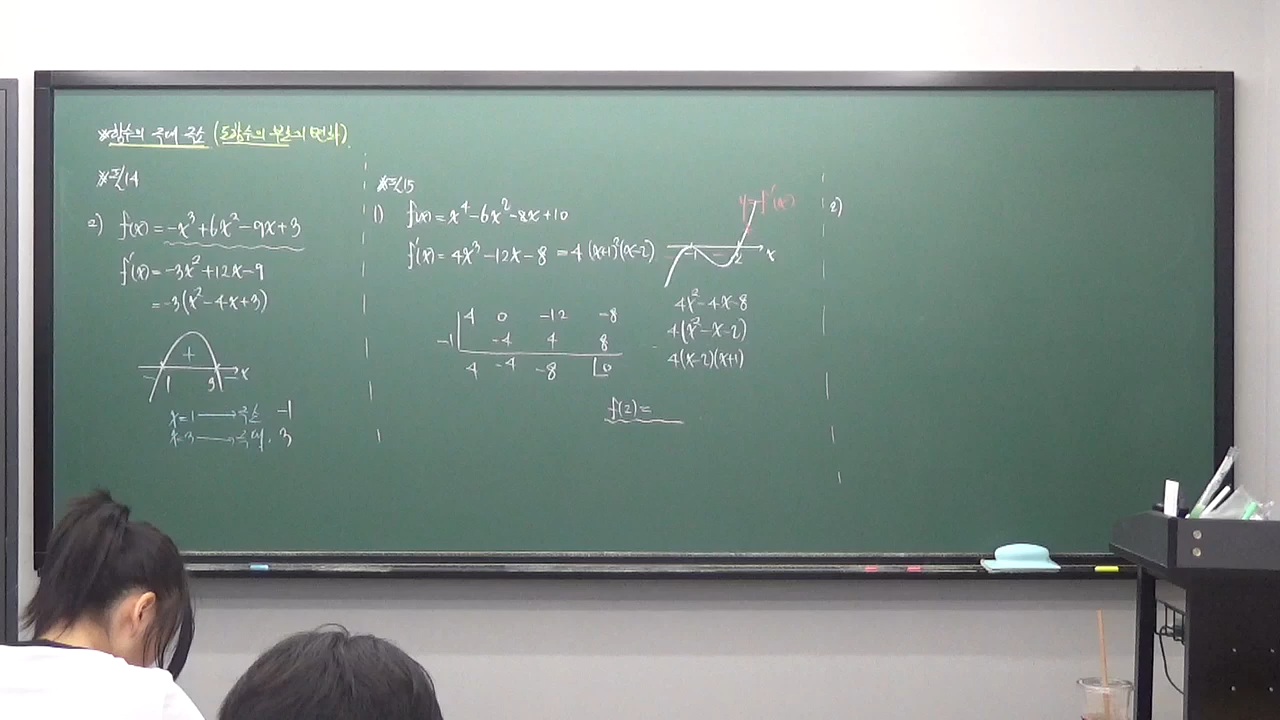 ※함수의 극대 극소 (도함수의 부호의 변화).
※필14
2) f(x) = -x³+6x²-9x+3
f'(x) = -3x²+12x-9
= -3(x²-4x+3)
+
- 1 3 - x
x=1 → 극소 -1
x=3 → 극대. 3
※필15
1) f(x) = x⁴-6x²-8x+10
f'(x) = 4x³-12x-8 = 4(x+1)²(x-2)
y=f'(x)
-1 2 x
4 0 -12 -8
-1 -4 4 8
4 -4 -8 0
4x²-4x-8
4(x²-x-2)
4(x-2)(x+1)
f(2)=
2)